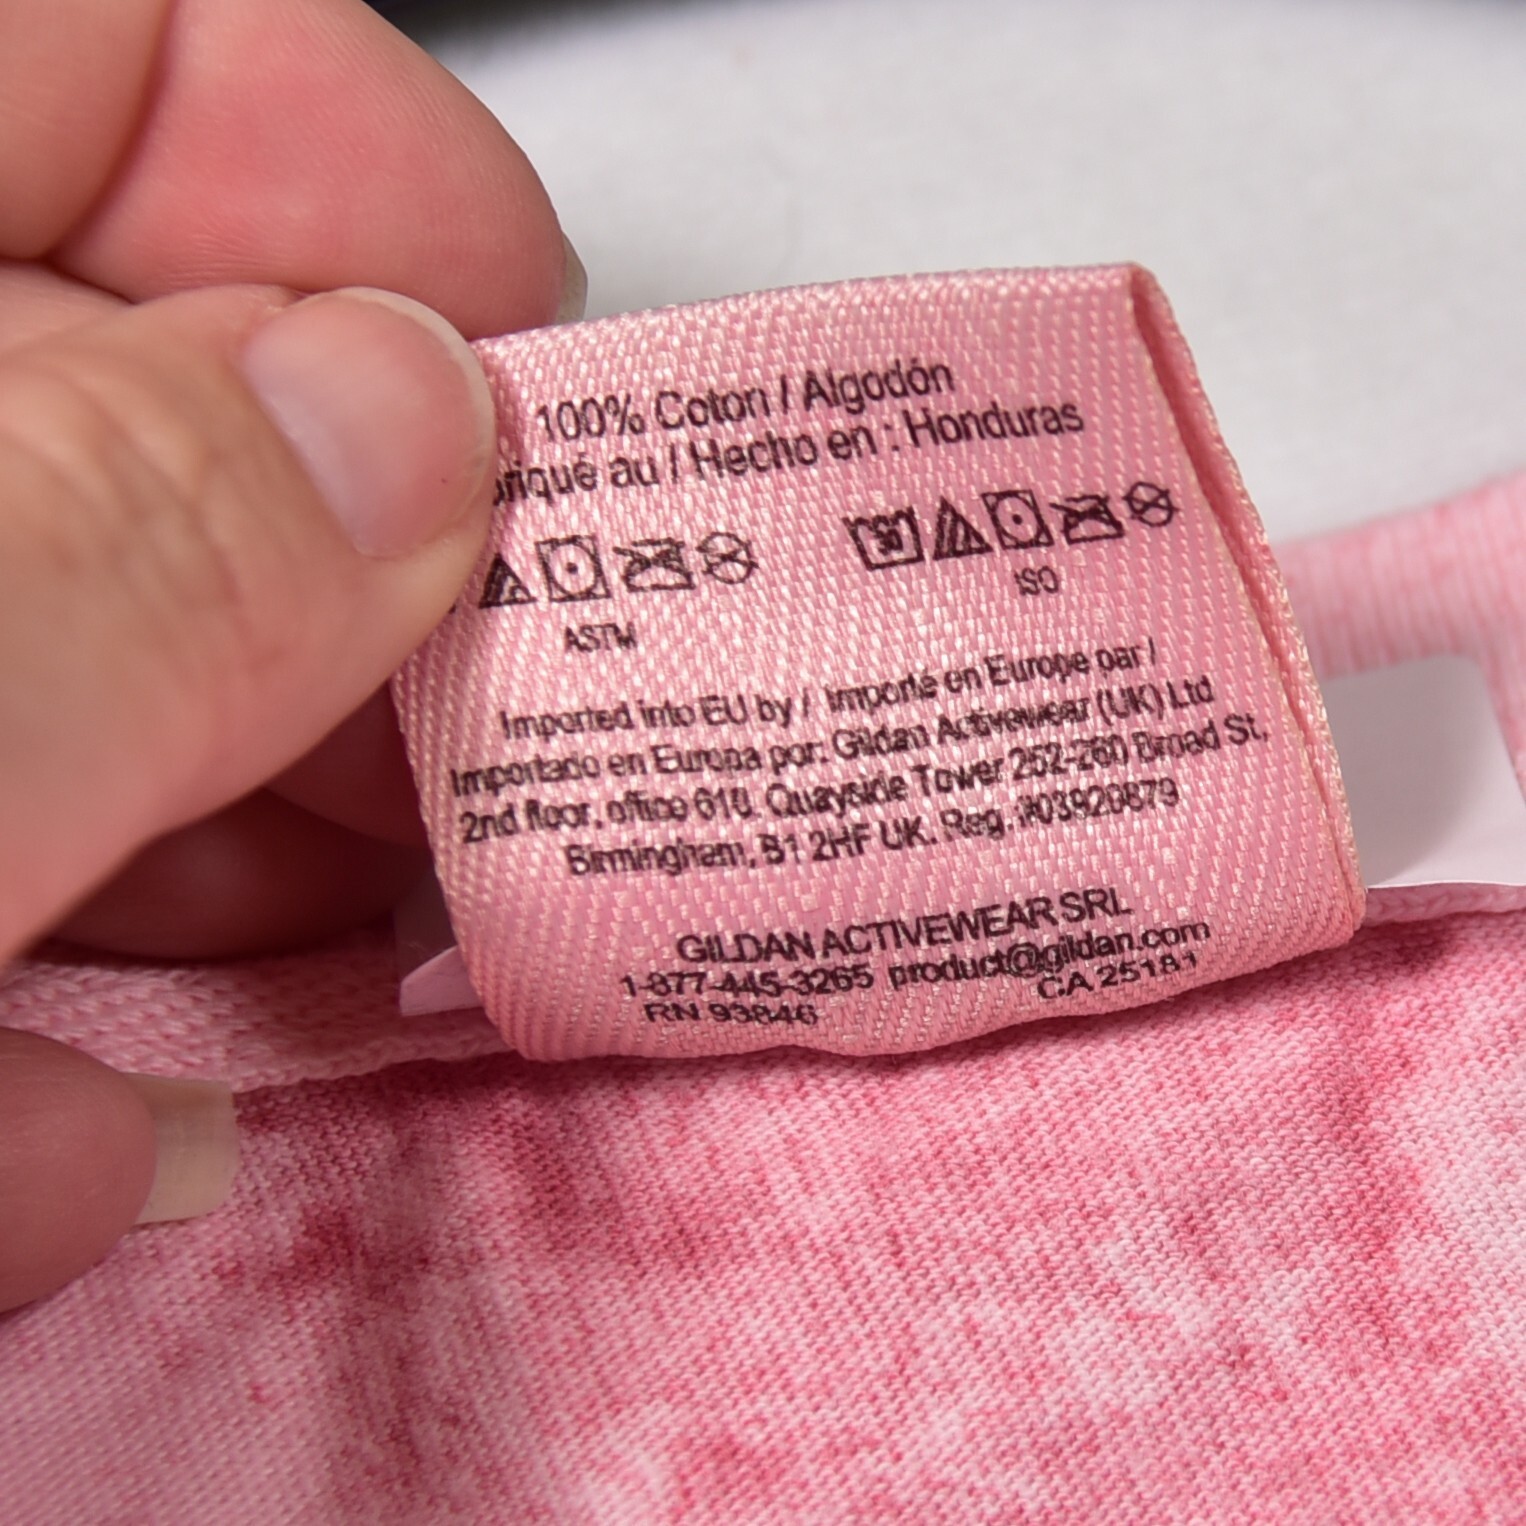 100% Coton / Algodón
briqué au / Hecho en : Honduras
30
ASTM
ISO
Imported into EU by / Importé en Europe par /
Importado en Europa por: Gildan Activewear (UK) Ltd
2nd floor, office 610. Quayside Tower 252-260 Broad St,
Birmingham, B1 2HF UK. Reg. #03929879
GILDAN ACTIVEWEAR SRL
1-877-445-3265 product@gildan.com
RN 93846 CA 25181